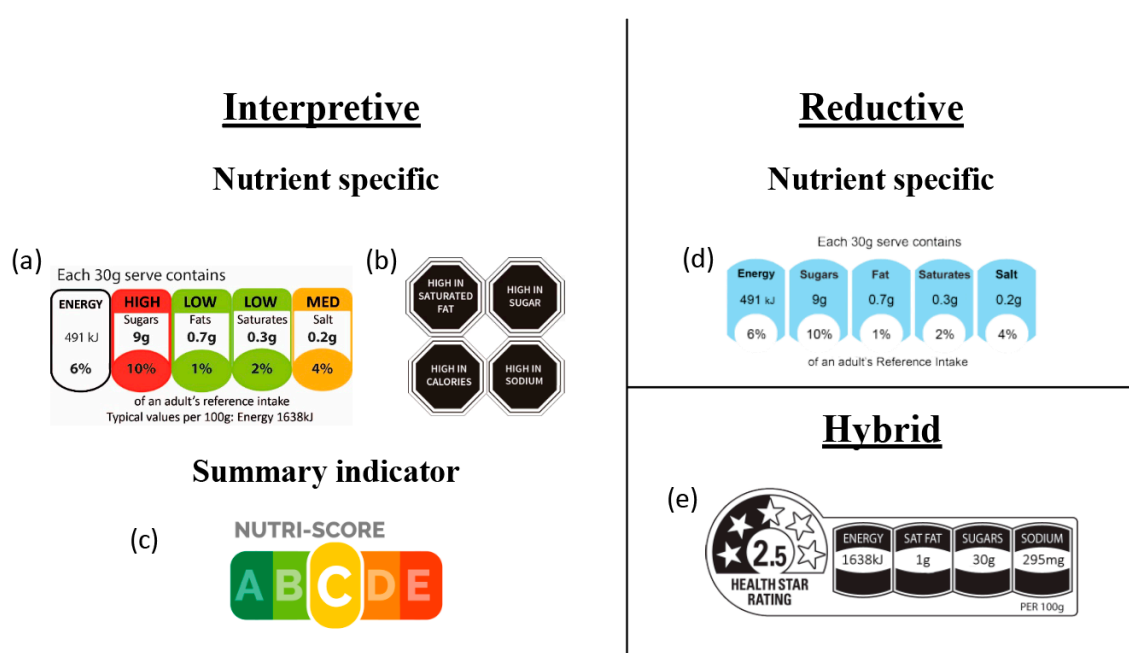 Interpretive
Nutrient specific
(a)
Each 30g serve contains
ENERGY HIGH LOW LOW MED
Sugars Fats Saturates Salt
491 kJ 9g 0.7g 0.3g 0.2g
6% 10% 1% 2% 4%
of an adult's reference intake
Typical values per 100g: Energy 1638kJ
(b)
HIGH IN
SATURATED
FAT
HIGH IN
SUGAR
HIGH IN
CALORIES
HIGH IN
SODIUM
Summary indicator
(c)
NUTRI-SCORE
A B C D E
Reductive
Nutrient specific
(d)
Each 30g serve contains
Energy Sugars Fat Saturates Salt
491 kJ 9g 0.7g 0.3g 0.2g
6% 10% 1% 2% 4%
of an adult's Reference Intake
Hybrid
(e)
2.5
HEALTH STAR
RATING
ENERGY SAT FAT SUGARS SODIUM
1638kJ 1g 30g 295mg
PER 100g